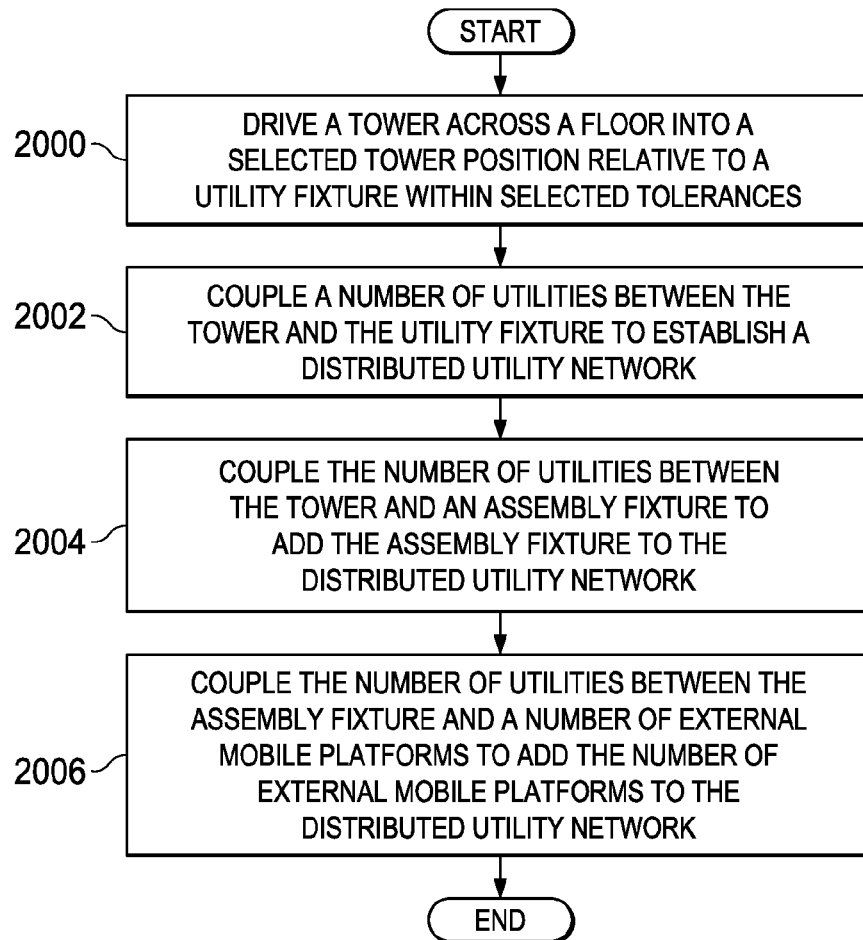 START
2000
DRIVE A TOWER ACROSS A FLOOR INTO A
SELECTED TOWER POSITION RELATIVE TO A
UTILITY FIXTURE WITHIN SELECTED TOLERANCES
2002
COUPLE A NUMBER OF UTILITIES BETWEEN THE
TOWER AND THE UTILITY FIXTURE TO ESTABLISH A
DISTRIBUTED UTILITY NETWORK
2004
COUPLE THE NUMBER OF UTILITIES BETWEEN
THE TOWER AND AN ASSEMBLY FIXTURE TO
ADD THE ASSEMBLY FIXTURE TO THE
DISTRIBUTED UTILITY NETWORK
2006
COUPLE THE NUMBER OF UTILITIES BETWEEN THE
ASSEMBLY FIXTURE AND A NUMBER OF EXTERNAL
MOBILE PLATFORMS TO ADD THE NUMBER OF
EXTERNAL MOBILE PLATFORMS TO THE
DISTRIBUTED UTILITY NETWORK
END